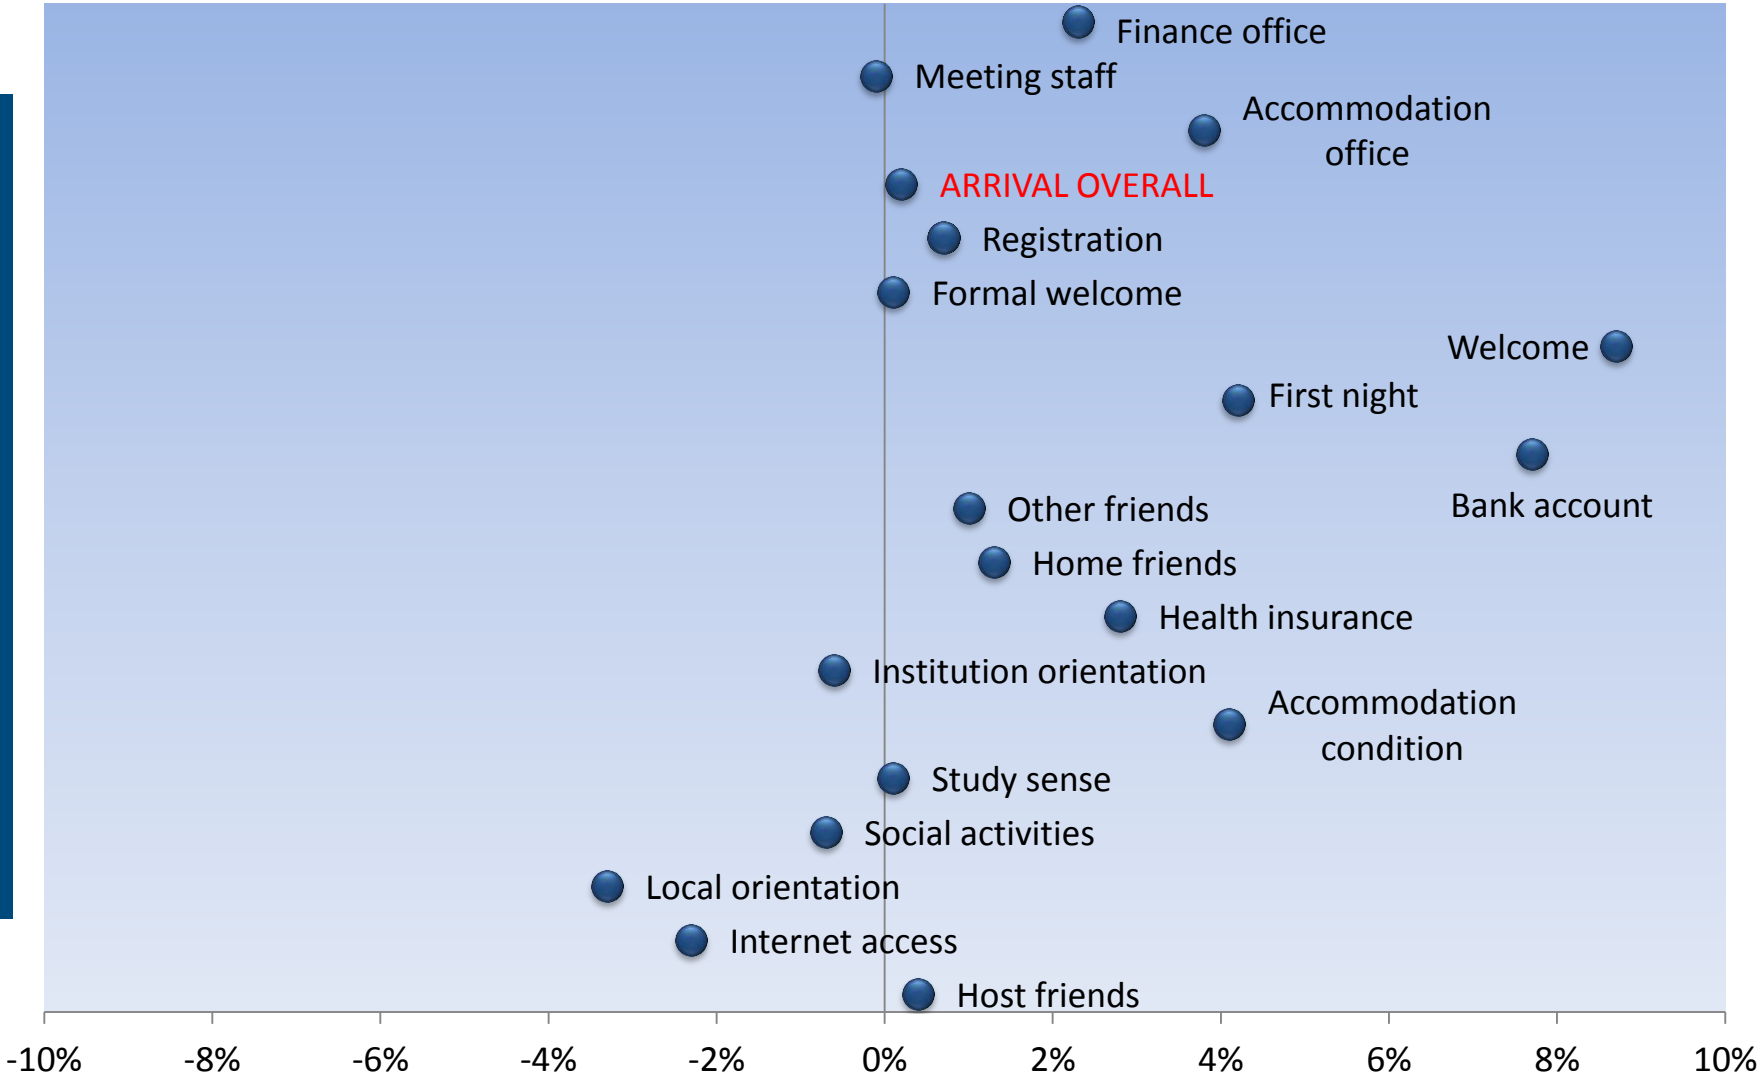 Finance office
Meeting staff
Accommodation
office
ARRIVAL OVERALL
Registration
Formal welcome
Welcome
First night
Bank account
Other friends
Home friends
Health insurance
Institution orientation
Accommodation
condition
Study sense
Social activities
Local orientation
Internet access
Host friends
-10% -8% -6% -4% -2% 0% 2% 4% 6% 8% 10%